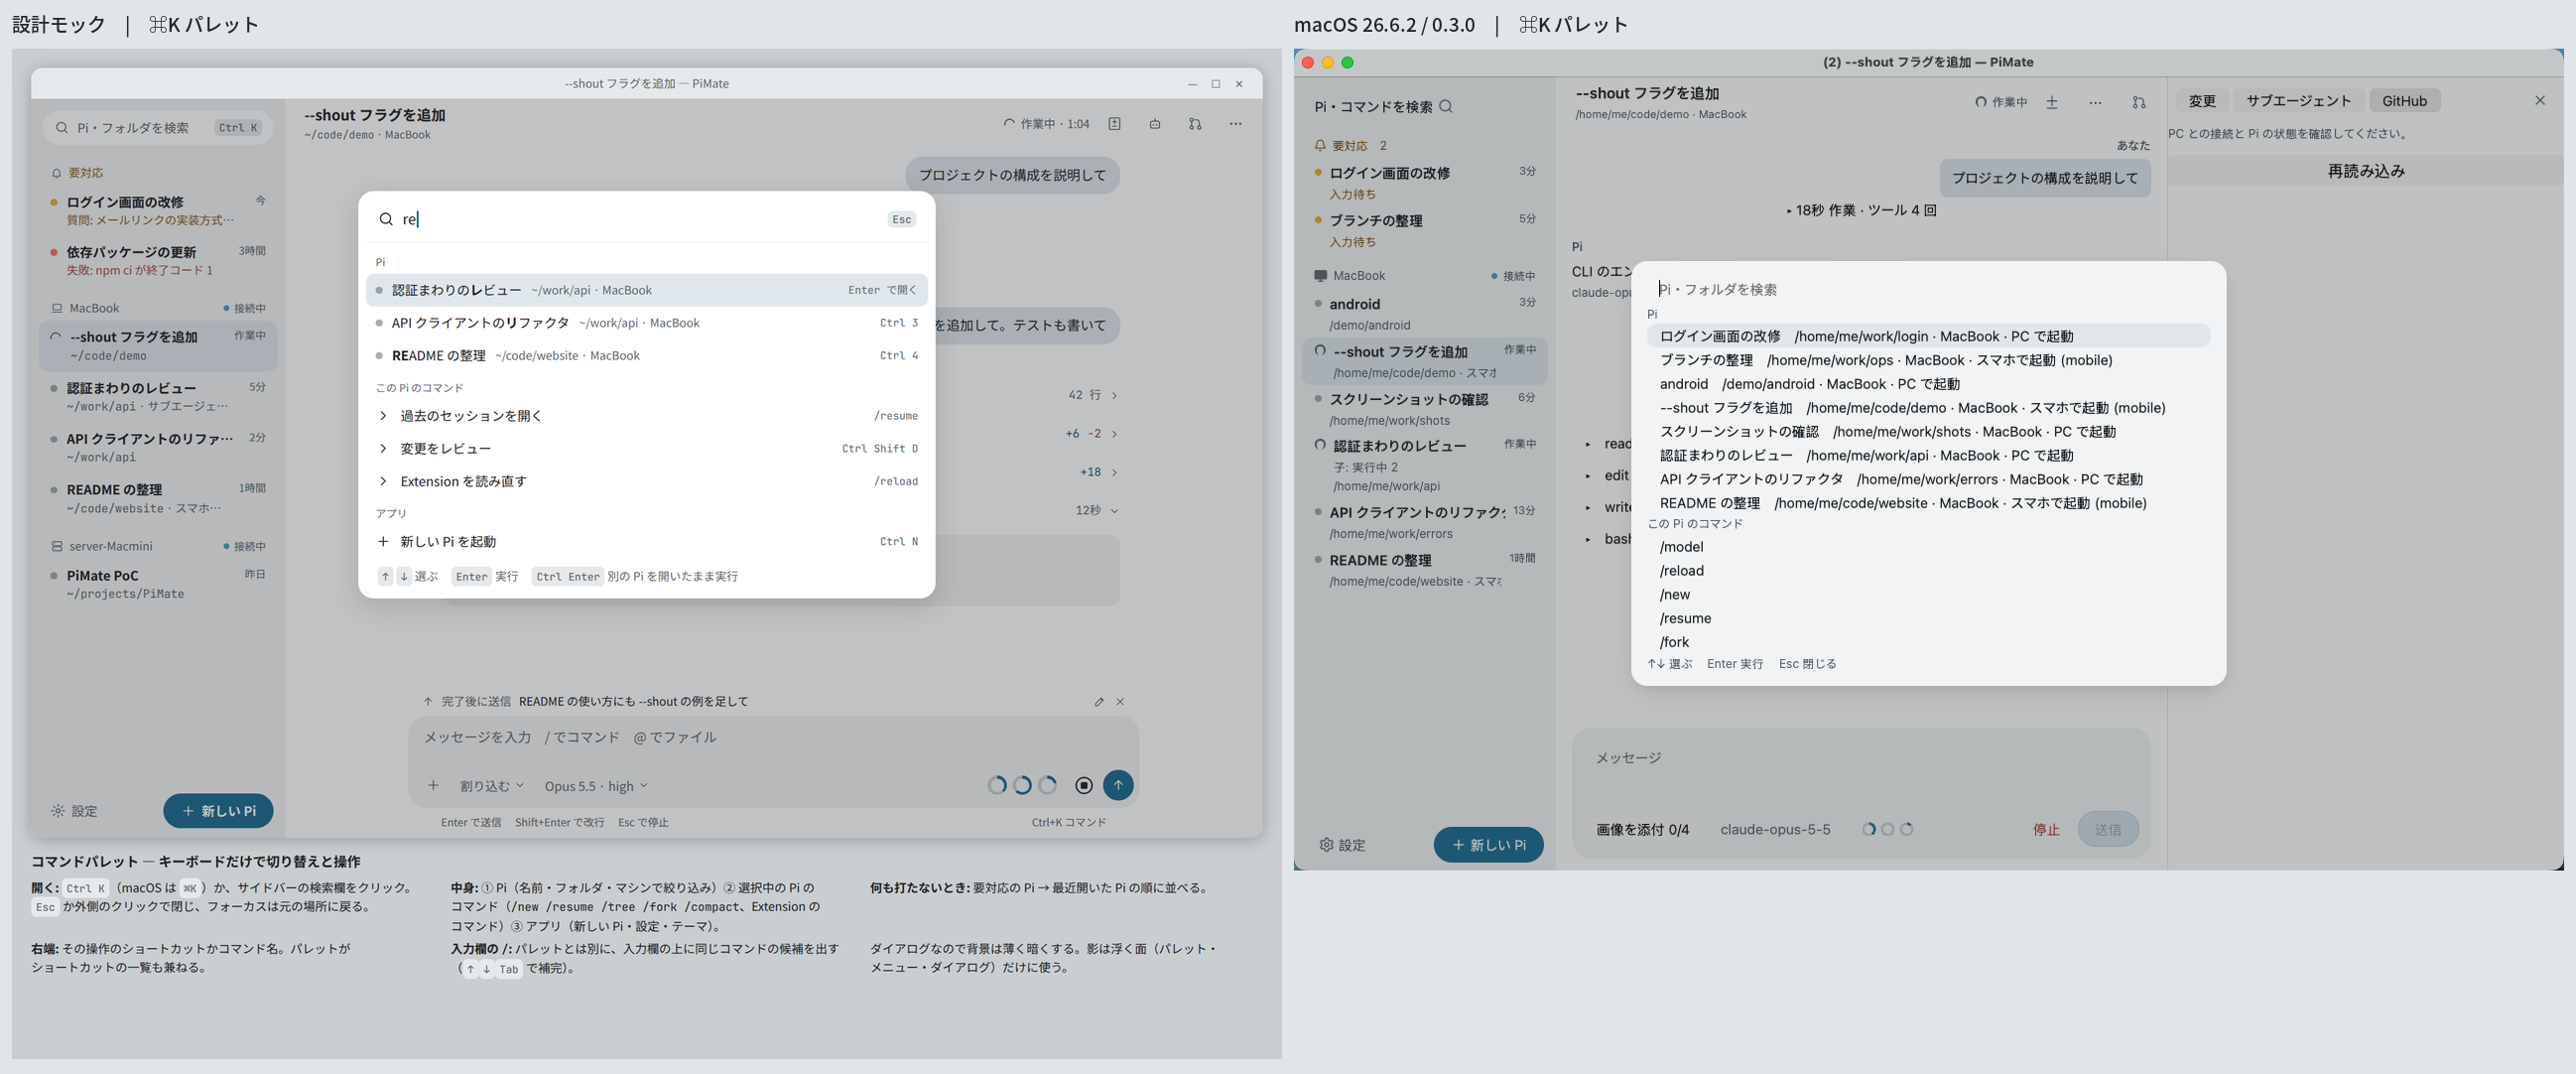 設計モック | ⌘K パレット
--shout フラグを追加 — PiMate
Pi・フォルダを検索 Ctrl K
要対応
ログイン画面の改修 今
質問: メールリンクの実装方式…
依存パッケージの更新 3時間
失敗: npm ci が終了コード 1
MacBook 接続中
--shout フラグを追加 作業中
~/code/demo
認証まわりのレビュー 5分
~/work/api · サブエージェ…
API クライアントのリファ… 2分
~/work/api
README の整理 1時間
~/code/website · スマホ…
server-Macmini 接続中
PiMate PoC 昨日
~/projects/PiMate
設定
＋ 新しい Pi
--shout フラグを追加
~/code/demo · MacBook
作業中 · 1:04
プロジェクトの構成を説明して
を追加して。テストも書いて
42 行
+6 -2
+18
12秒
re Esc
Pi
認証まわりのレビュー ~/work/api · MacBook Enter で開く
API クライアントのリファクタ ~/work/api · MacBook Ctrl 3
README の整理 ~/code/website · MacBook Ctrl 4
この Pi のコマンド
過去のセッションを開く /resume
変更をレビュー Ctrl Shift D
Extension を読み直す /reload
アプリ
新しい Pi を起動 Ctrl N
↑ ↓ 選ぶ Enter 実行 Ctrl Enter 別の Pi を開いたまま実行
↑ 完了後に送信 README の使い方にも --shout の例を足して
メッセージを入力 / でコマンド @ でファイル
＋ 割り込む Opus 5.5 · high
Enter で送信 Shift+Enter で改行 Esc で停止 Ctrl+K コマンド
コマンドパレット — キーボードだけで切り替えと操作
開く: Ctrl K（macOS は ⌘K）か、サイドバーの検索欄をクリック。
Esc か外側のクリックで閉じ、フォーカスは元の場所に戻る。
中身: ① Pi（名前・フォルダ・マシンで絞り込み）② 選択中の Pi の
コマンド（/new /resume /tree /fork /compact、Extension の
コマンド）③ アプリ（新しい Pi・設定・テーマ）。
何も打たないとき: 要対応の Pi → 最近開いた Pi の順に並べる。
右端: その操作のショートカットかコマンド名。パレットが
ショートカットの一覧も兼ねる。
入力欄の /: パレットとは別に、入力欄の上に同じコマンドの候補を出す
（↑ ↓ Tab で補完）。
ダイアログなので背景は薄く暗くする。影は浮く面（パレット・
メニュー・ダイアログ）だけに使う。
macOS 26.6.2 / 0.3.0 | ⌘K パレット
(2) --shout フラグを追加 — PiMate
Pi・コマンドを検索
要対応 2
ログイン画面の改修 3分
入力待ち
ブランチの整理 5分
入力待ち
MacBook 接続中
android 3分
/demo/android
--shout フラグを追加 作業中
/home/me/code/demo · スマホ
スクリーンショットの確認 6分
/home/me/work/shots
認証まわりのレビュー 作業中
子: 実行中 2
/home/me/work/api
API クライアントのリファクタ 13分
/home/me/work/errors
README の整理 1時間
/home/me/code/website · スマホ
設定
＋ 新しい Pi
--shout フラグを追加
/home/me/code/demo · MacBook
作業中
あなた
プロジェクトの構成を説明して
18秒 作業 · ツール 4 回
Pi
CLI のエン
claude-opu
read
edit
write
bash
Pi・フォルダを検索
Pi
ログイン画面の改修 /home/me/work/login · MacBook · PC で起動
ブランチの整理 /home/me/work/ops · MacBook · スマホで起動 (mobile)
android /demo/android · MacBook · PC で起動
--shout フラグを追加 /home/me/code/demo · MacBook · スマホで起動 (mobile)
スクリーンショットの確認 /home/me/work/shots · MacBook · PC で起動
認証まわりのレビュー /home/me/work/api · MacBook · PC で起動
API クライアントのリファクタ /home/me/work/errors · MacBook · PC で起動
README の整理 /home/me/code/website · MacBook · スマホで起動 (mobile)
この Pi のコマンド
/model
/reload
/new
/resume
/fork
↑↓ 選ぶ Enter 実行 Esc 閉じる
メッセージ
画像を添付 0/4 claude-opus-5-5 停止 送信
変更 サブエージェント GitHub
PC との接続と Pi の状態を確認してください。
再読み込み